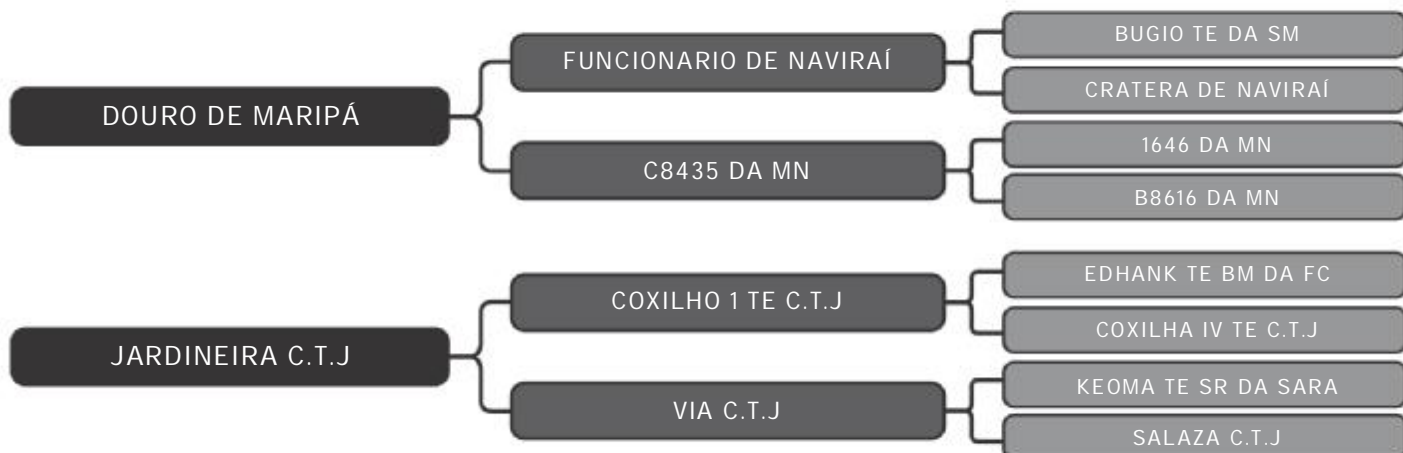 DOURO DE MARIPÁ
FUNCIONARIO DE NAVIRAÍ
BUGIO TE DA SM
CRATERA DE NAVIRAÍ
C8435 DA MN
1646 DA MN
B8616 DA MN
JARDINEIRA C.T.J
COXILHO 1 TE C.T.J
EDHANK TE BM DA FC
COXILHA IV TE C.T.J
VIA C.T.J
KEOMA TE SR DA SARA
SALAZA C.T.J